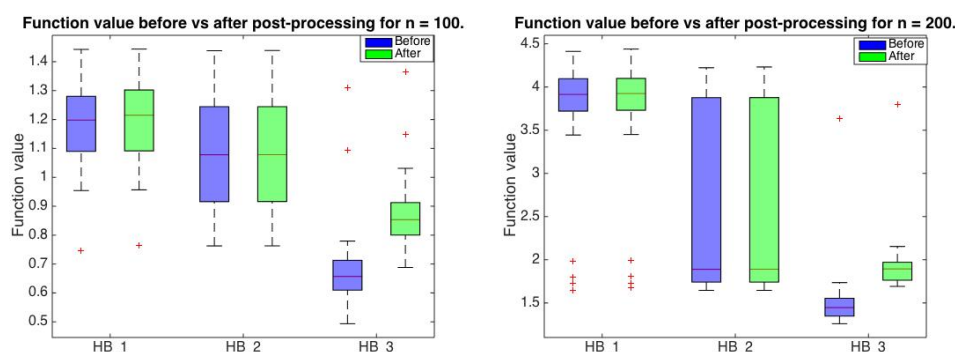 Function value before vs after post-processing for n = 100.
Before
After
Function value
1.4
1.3
1.2
1.1
1
0.9
0.8
0.7
0.6
0.5
HB 1
HB 2
HB 3
Function value before vs after post-processing for n = 200.
Before
After
Function value
4.5
4
3.5
3
2.5
2
1.5
HB 1
HB 2
HB 3